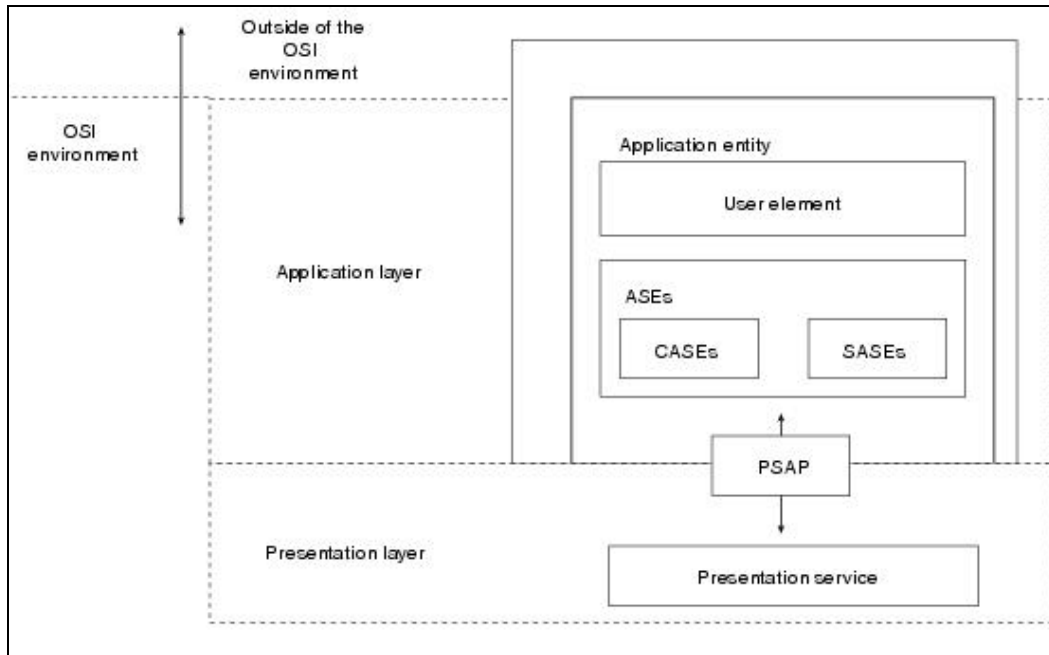 Outside of the
OSI
environment
OSI
environment
Application entity
User element
Application layer
ASEs
CASEs
SASEs
PSAP
Presentation layer
Presentation service